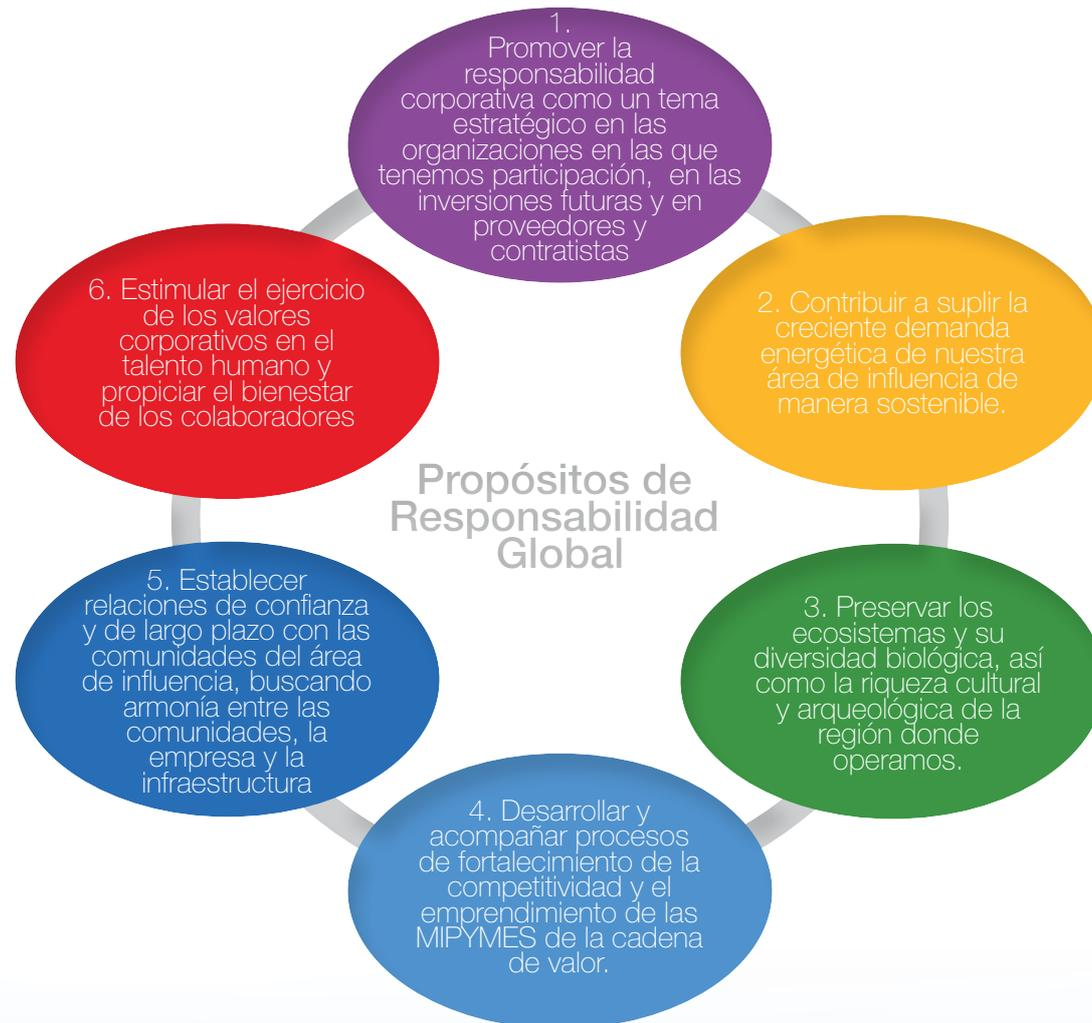 1.
Promover la
responsabilidad
corporativa como un tema
estratégico en las
organizaciones en las que
tenemos participación,  en las
inversiones futuras y en
proveedores y
contratistas
2. Contribuir a suplir la
creciente demanda
energética de nuestra
área de influencia de
manera sostenible.
3. Preservar los
ecosistemas y su
diversidad biológica, así
como la riqueza cultural
y arqueológica de la
región donde
operamos.
4. Desarrollar y
acompañar procesos
de fortalecimiento de la
competitividad y el
emprendimiento de las
MIPYMES de la cadena
de valor.
5. Establecer
relaciones de confianza
y de largo plazo con las
comunidades del área
de influencia, buscando
armonía entre las
comunidades, la
empresa y la
infraestructura
6. Estimular el ejercicio
de los valores
corporativos en el
talento humano y
propiciar el bienestar
de los colaboradores
Propósitos de
Responsabilidad
Global